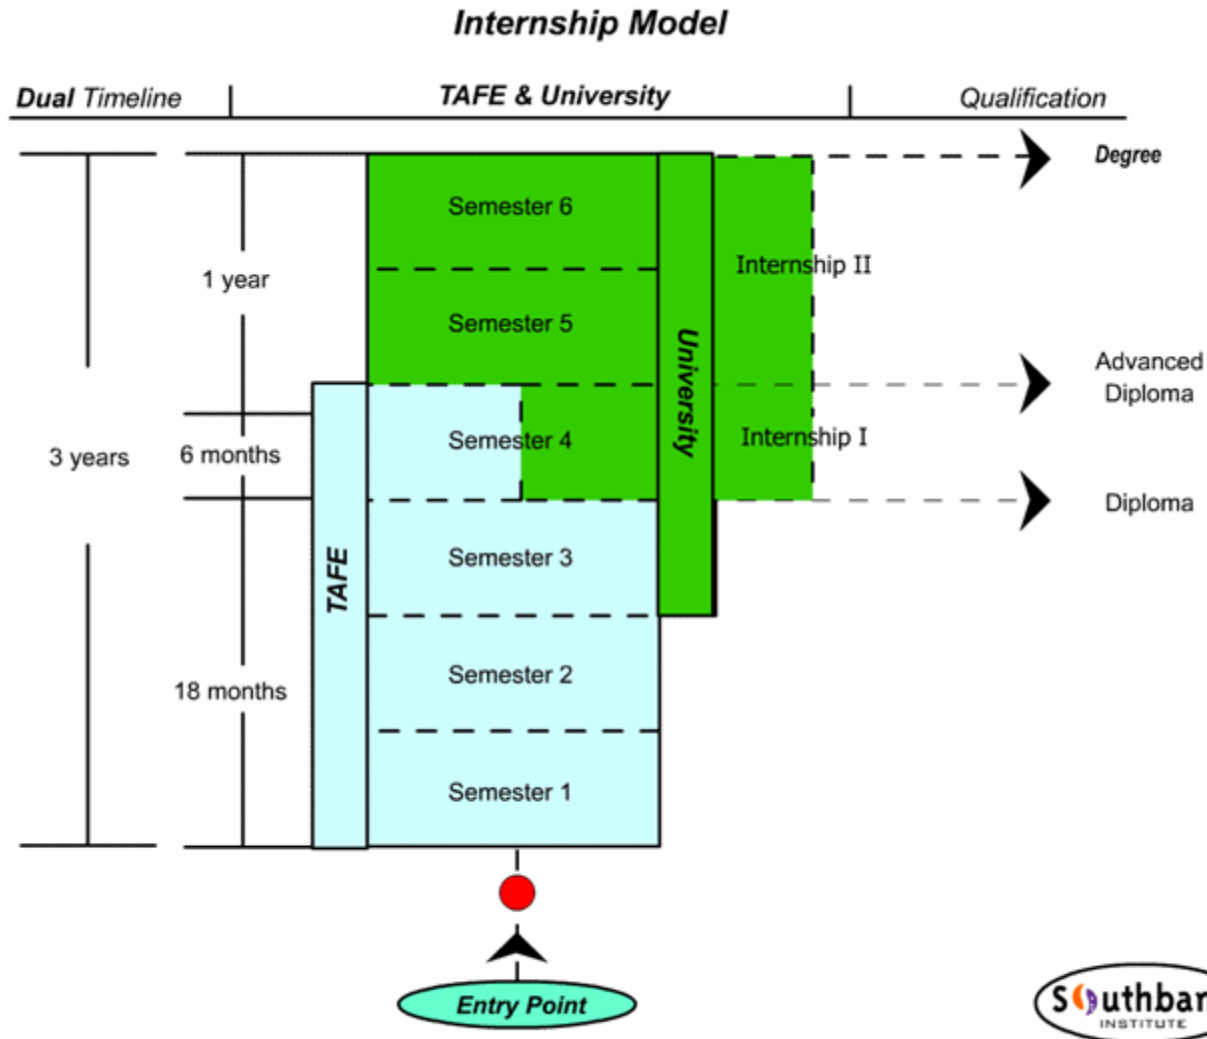 Internship Model
Dual Timeline
TAFE & University
Qualification
Degree
Semester 6
Internship II
1 year
Semester 5
University
Advanced
Diploma
Semester 4
Internship I
3 years
6 months
Diploma
Semester 3
TAFE
Semester 2
18 months
Semester 1
Entry Point
Southban
INSTITUTE